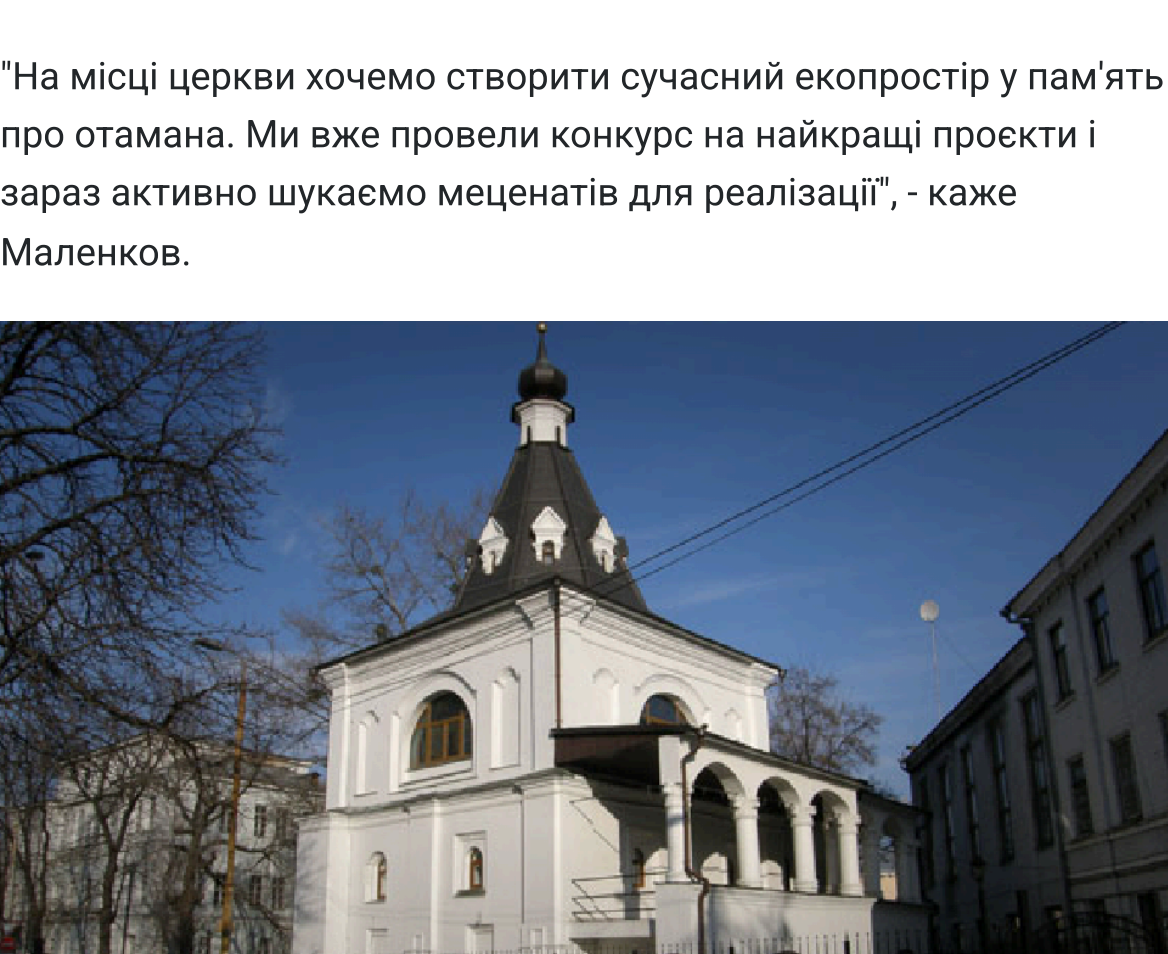 "На місці церкви хочемо створити сучасний екопростір у пам'ять
про отамана. Ми вже провели конкурс на найкращі проєкти і
зараз активно шукаємо меценатів для реалізації", - каже
Маленков.